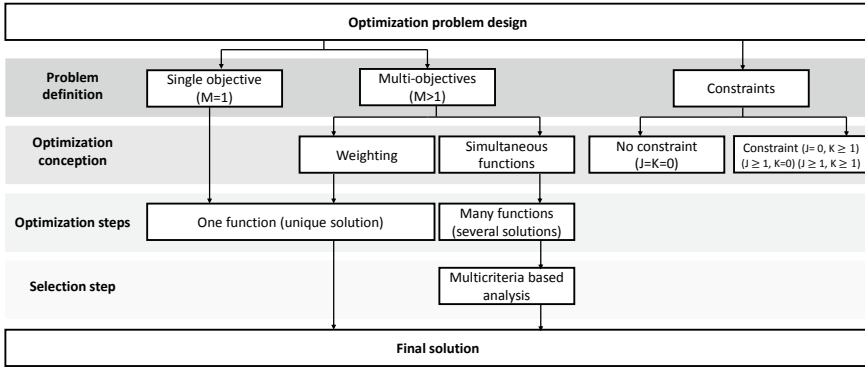 Optimization problem design
Problem
definition
Single objective
(M=1)
Multi-objectives
(M>1)
Constraints
Optimization
conception
Weighting
Simultaneous
functions
No constraint
(J=K=0)
Constraint (J= 0, K ≥ 1)
(J ≥ 1, K=0) (J ≥ 1, K ≥ 1)
Optimization steps
One function (unique solution)
Many functions
(several solutions)
Selection step
Multicriteria based
analysis
Final solution